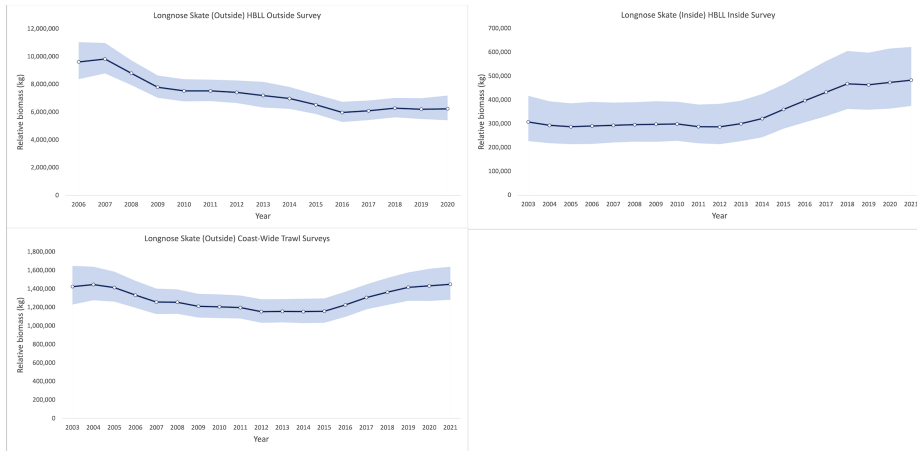 Longnose Skate (Outside) HBLL Outside Survey
12,000,000
10,000,000
8,000,000
6,000,000
4,000,000
2,000,000
0
Relative biomass (kg)
2006 2007 2008 2009 2010 2011 2012 2013 2014 2015 2016 2017 2018 2019 2020
Year
Longnose Skate (Inside) HBLL Inside Survey
700,000
600,000
500,000
400,000
300,000
200,000
100,000
0
Relative biomass (kg)
2003 2004 2005 2006 2007 2008 2009 2010 2011 2012 2013 2014 2015 2016 2017 2018 2019 2020 2021
Year
Longnose Skate (Outside) Coast-Wide Trawl Surveys
1,800,000
1,600,000
1,400,000
1,200,000
1,000,000
800,000
600,000
400,000
200,000
0
Relative biomass (kg)
2003 2004 2005 2006 2007 2008 2009 2010 2011 2012 2013 2014 2015 2016 2017 2018 2019 2020 2021
Year